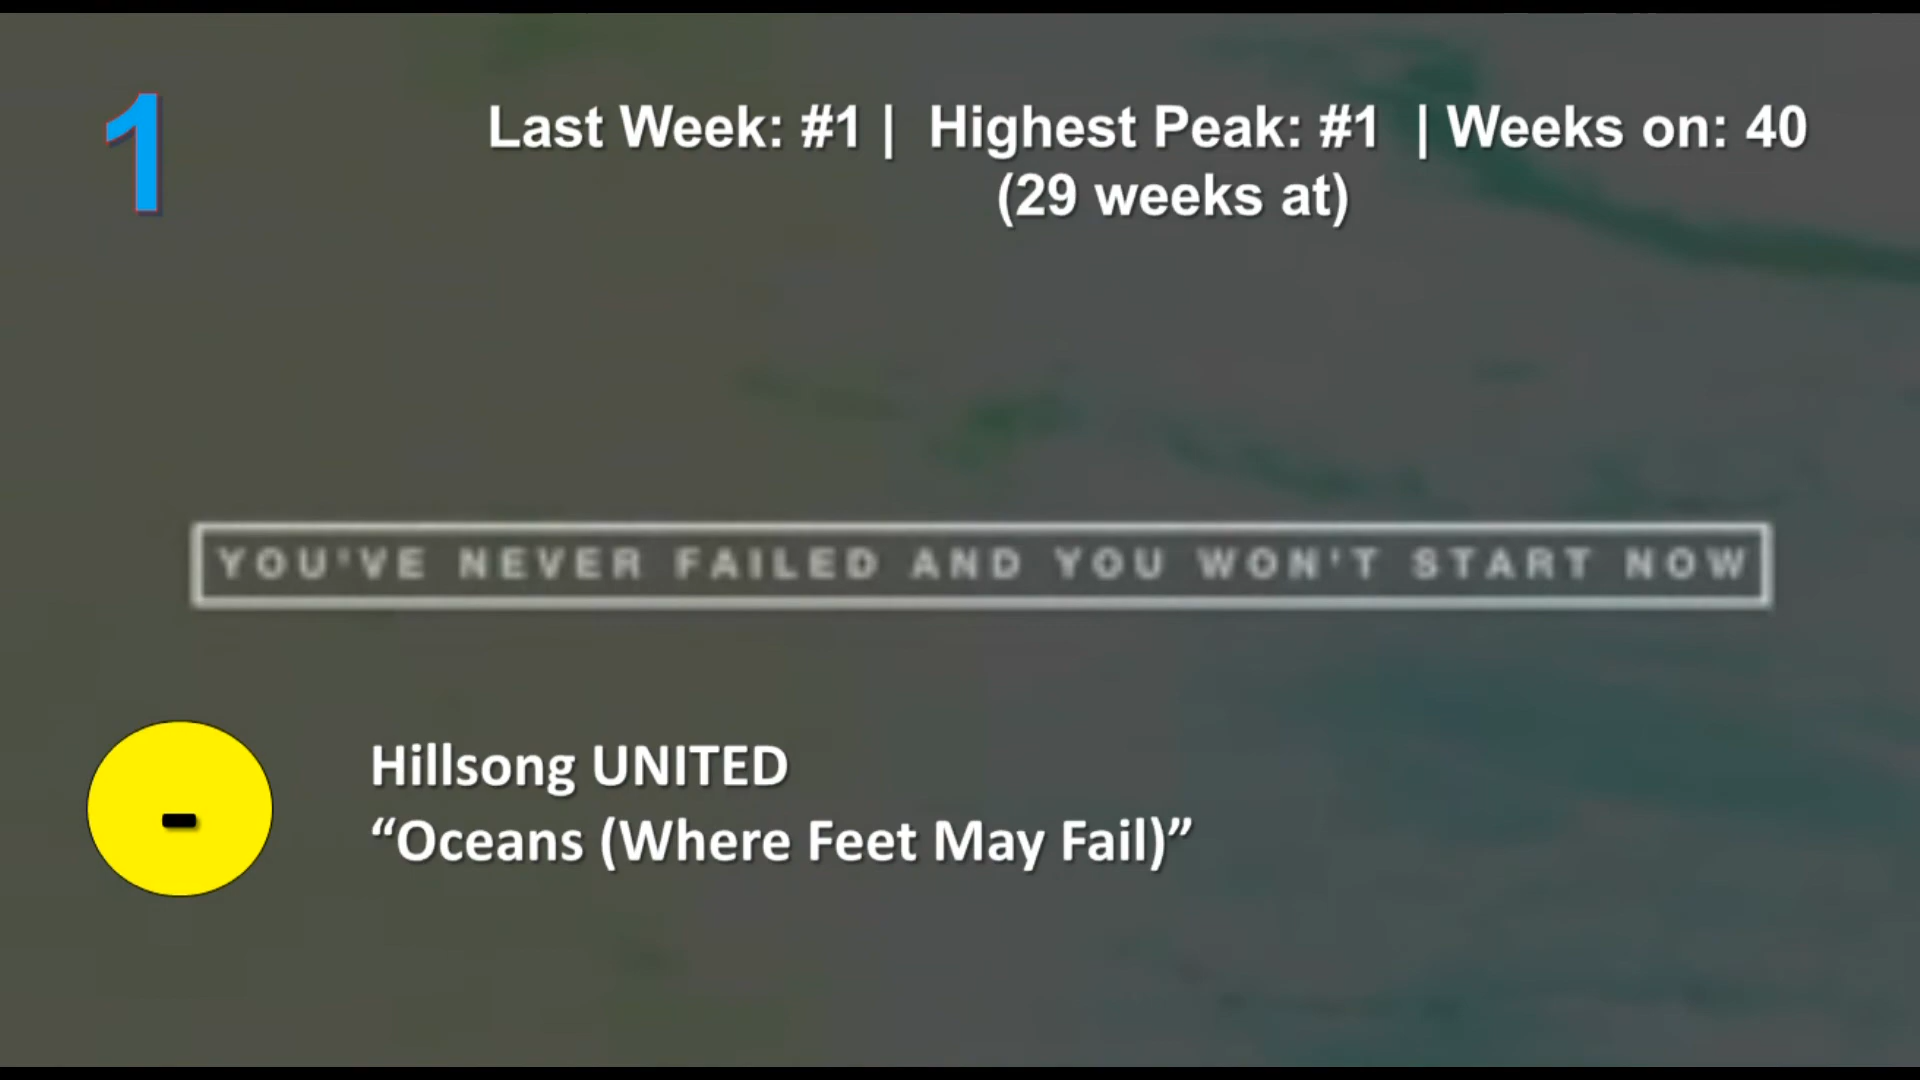 1
Last Week: #1 | Highest Peak: #1 | Weeks on: 40
(29 weeks at)
YOU'VE NEVER FAILED AND YOU WON'T START NOW
-
Hillsong UNITED
“Oceans (Where Feet May Fail)”